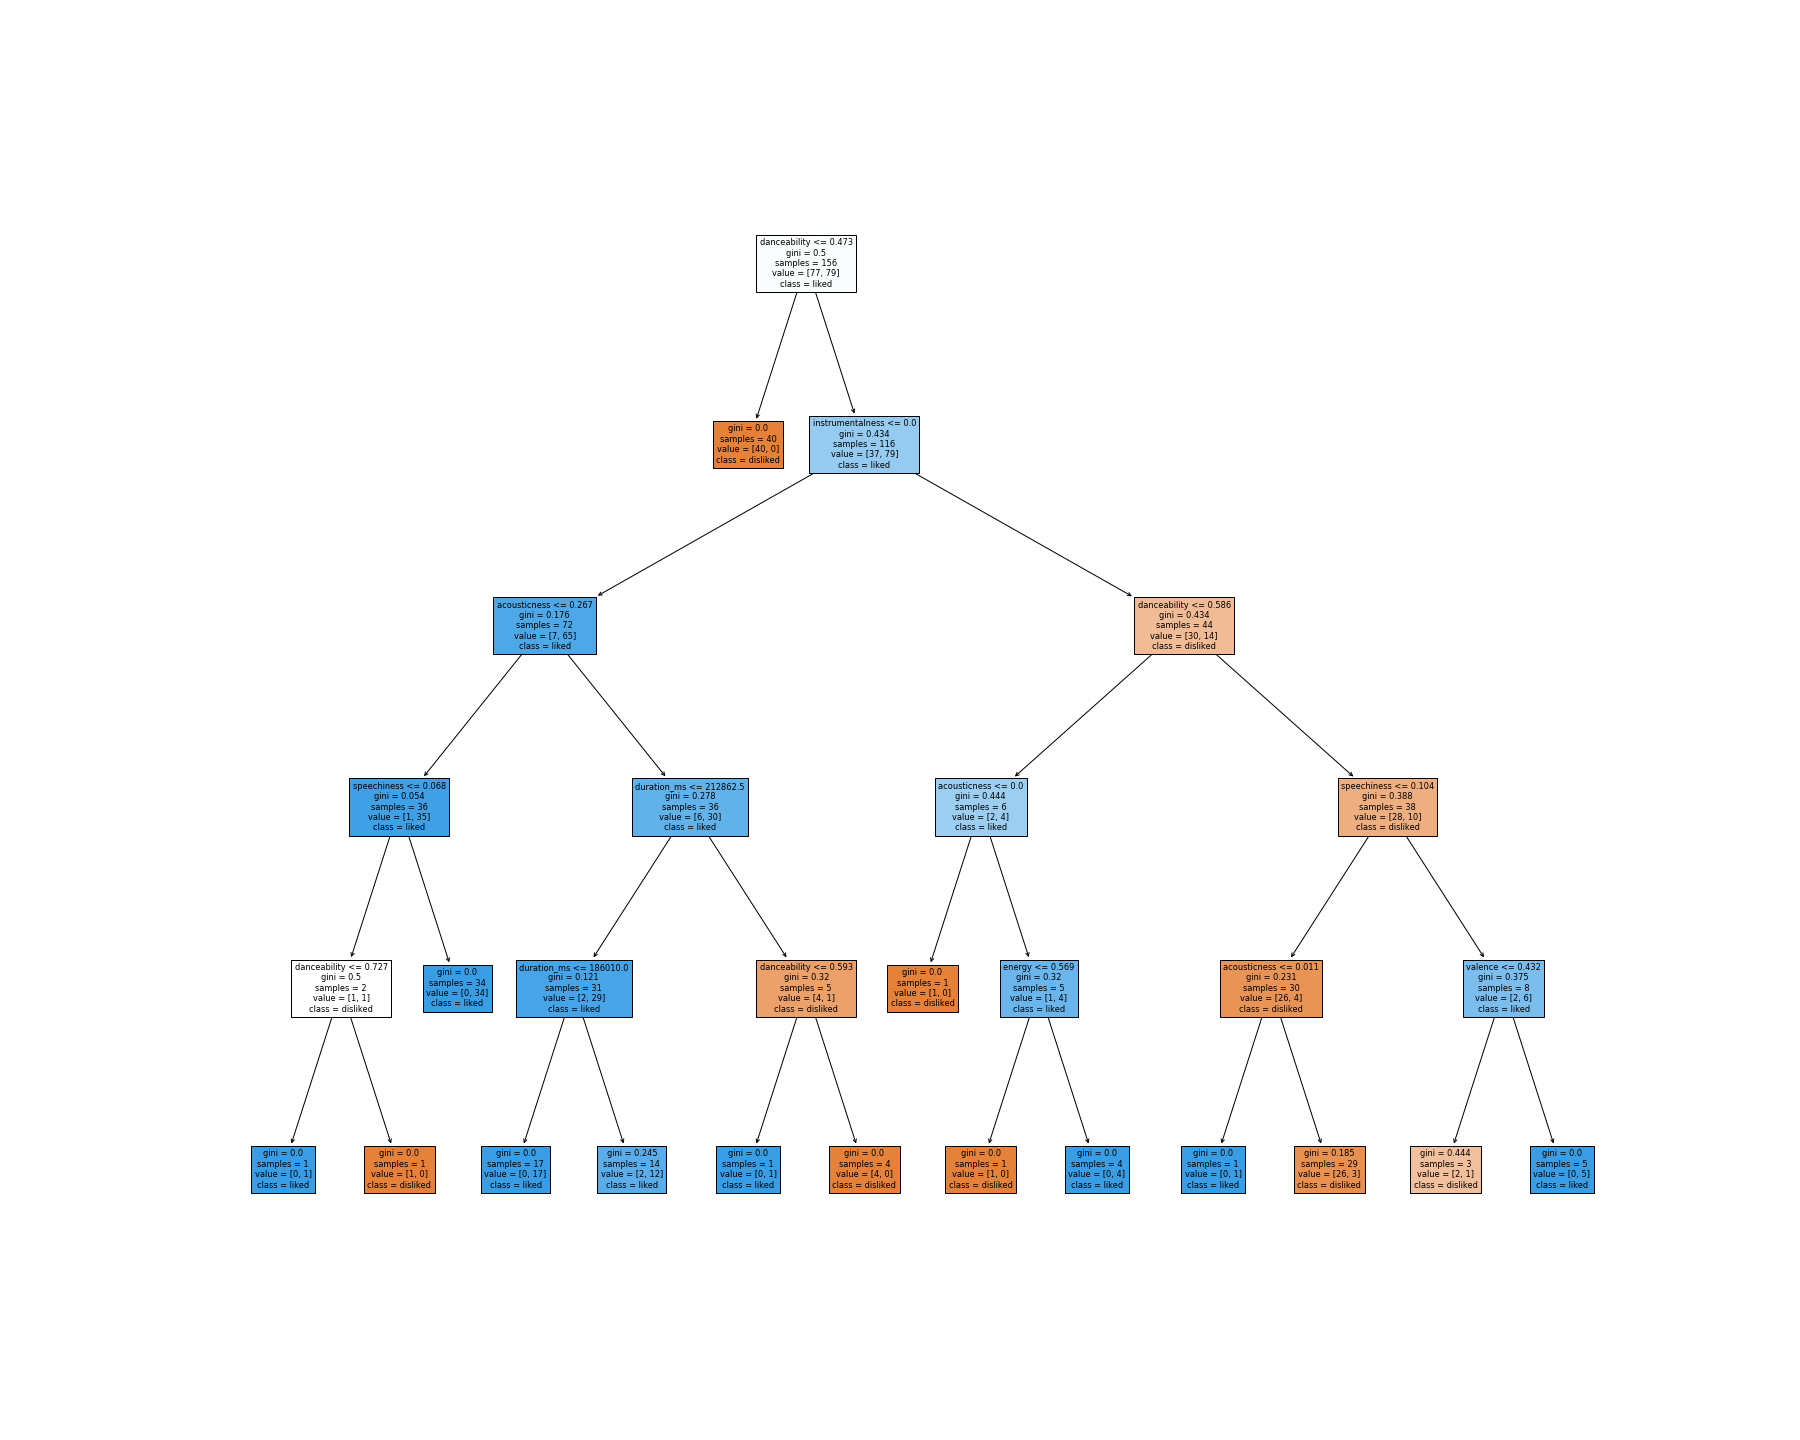 danceability <= 0.473
gini = 0.5
samples = 156
value = [77, 79]
class = liked
gini = 0.0
samples = 40
value = [40, 0]
class = disliked
instrumentalness <= 0.0
gini = 0.434
samples = 116
value = [37, 79]
class = liked
acousticness <= 0.267
gini = 0.176
samples = 72
value = [7, 65]
class = liked
danceability <= 0.586
gini = 0.434
samples = 44
value = [30, 14]
class = disliked
speechiness <= 0.068
gini = 0.054
samples = 36
value = [1, 35]
class = liked
duration_ms <= 212862.5
gini = 0.278
samples = 36
value = [6, 30]
class = liked
acousticness <= 0.0
gini = 0.444
samples = 6
value = [2, 4]
class = liked
speechiness <= 0.104
gini = 0.388
samples = 38
value = [28, 10]
class = disliked
danceability <= 0.727
gini = 0.5
samples = 2
value = [1, 1]
class = disliked
gini = 0.0
samples = 34
value = [0, 34]
class = liked
duration_ms <= 186010.0
gini = 0.121
samples = 31
value = [2, 29]
class = liked
danceability <= 0.593
gini = 0.32
samples = 5
value = [4, 1]
class = disliked
gini = 0.0
samples = 1
value = [1, 0]
class = disliked
energy <= 0.569
gini = 0.32
samples = 5
value = [1, 4]
class = liked
acousticness <= 0.011
gini = 0.231
samples = 30
value = [26, 4]
class = disliked
valence <= 0.432
gini = 0.375
samples = 8
value = [2, 6]
class = liked
gini = 0.0
samples = 1
value = [0, 1]
class = liked
gini = 0.0
samples = 1
value = [1, 0]
class = disliked
gini = 0.0
samples = 17
value = [0, 17]
class = liked
gini = 0.245
samples = 14
value = [2, 12]
class = liked
gini = 0.0
samples = 1
value = [0, 1]
class = liked
gini = 0.0
samples = 4
value = [4, 0]
class = disliked
gini = 0.0
samples = 1
value = [1, 0]
class = disliked
gini = 0.0
samples = 4
value = [0, 4]
class = liked
gini = 0.0
samples = 1
value = [0, 1]
class = liked
gini = 0.185
samples = 29
value = [26, 3]
class = disliked
gini = 0.444
samples = 3
value = [2, 1]
class = disliked
gini = 0.0
samples = 5
value = [0, 5]
class = liked